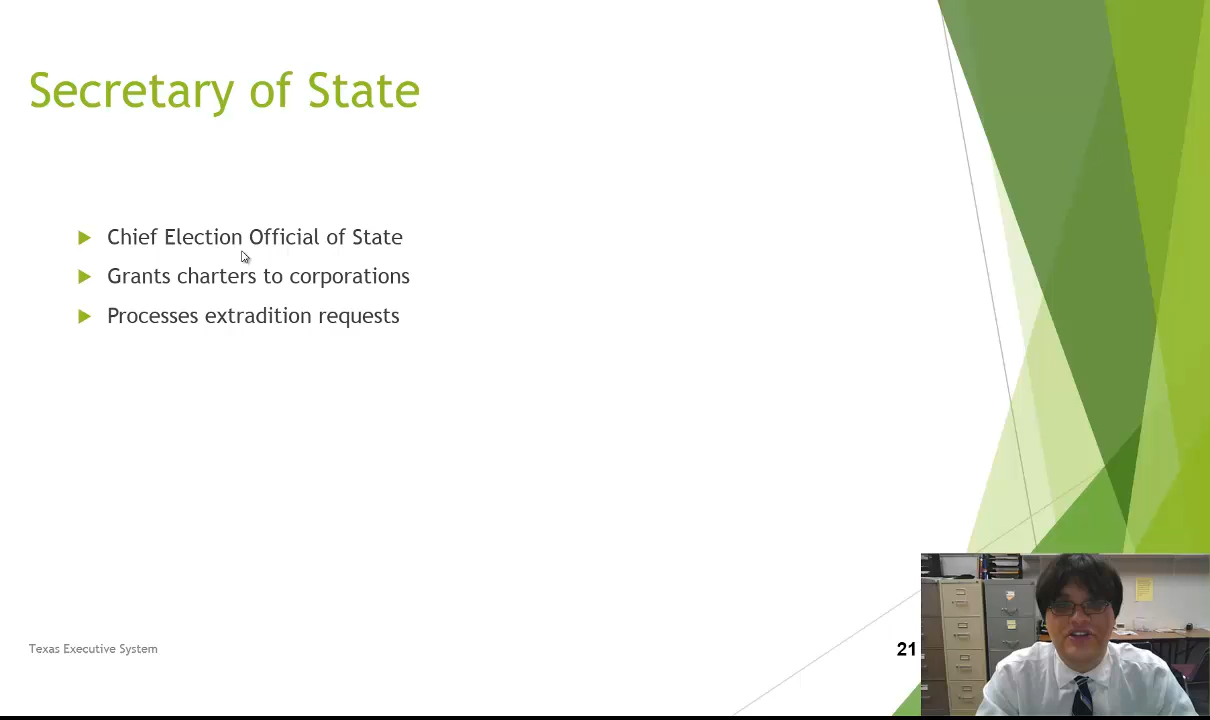 Secretary of State
Chief Election Official of State
Grants charters to corporations
Processes extradition requests
Texas Executive System
21